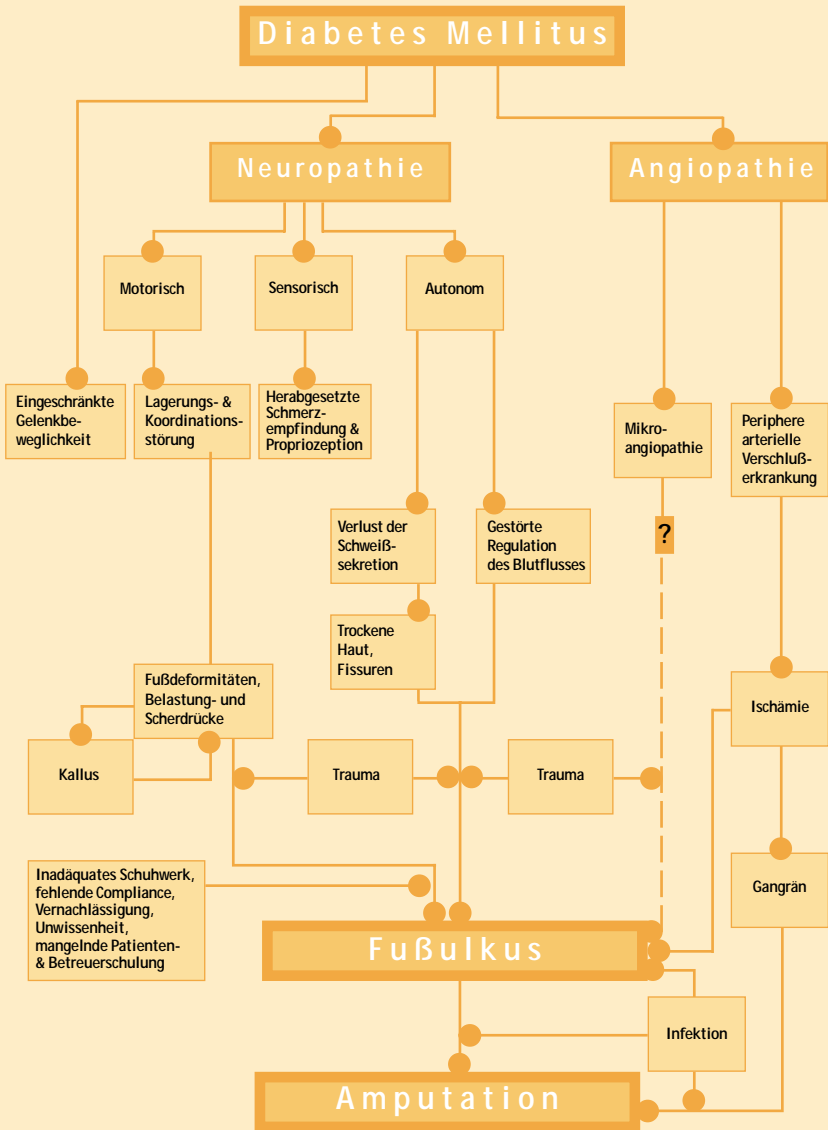 Diabetes Mellitus
Neuropathie
Angiopathie
Motorisch
Sensorisch
Autonom
Eingeschränkte
Gelenkbe-
weglichkeit
Lagerungs- &
Koordinations-
störung
Herabgesetzte
Schmerz-
empfindung &
Propriozeption
Mikro-
angiopathie
Periphere
arterielle
Verschluß-
erkrankung
Verlust der
Schweiß-
sekretion
Gestörte
Regulation
des Blutflusses
?
Trockene
Haut,
Fissuren
Fußdeformitäten,
Belastung- und
Scherdrücke
Ischämie
Kallus
Trauma
Trauma
Inadäquates Schuhwerk,
fehlende Compliance,
Vernachlässigung,
Unwissenheit,
mangelnde Patienten-
& Betreuerschulung
Gangrän
Fußulkus
Infektion
Amputation